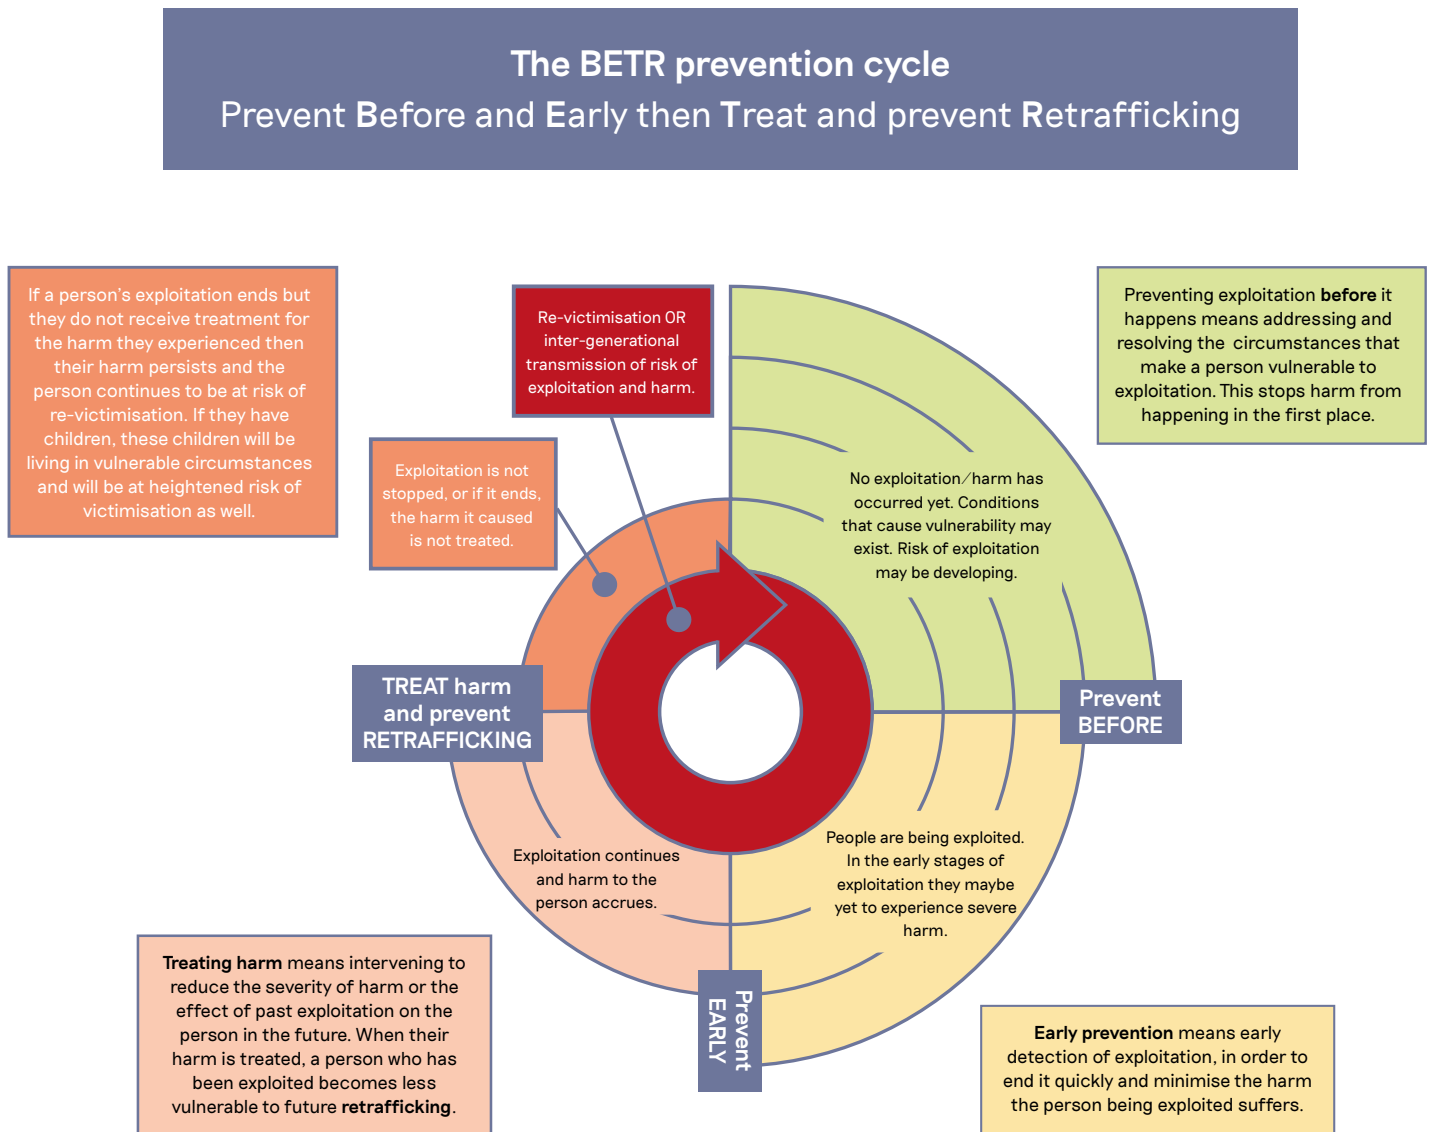 The BETR prevention cycle
Prevent Before and Early then Treat and prevent Retrafficking
If a person's exploitation ends but
they do not receive treatment for
the harm they experienced then
their harm persists and the
person continues to be at risk of
re-victimisation. If they have
children, these children will be
living in vulnerable circumstances
and will be at heightened risk of
victimisation as well.
Re-victimisation OR
inter-generational
transmission of risk of
exploitation and harm.
Exploitation is not
stopped, or if it ends,
the harm it caused
is not treated.
Preventing exploitation before it
happens means addressing and
resolving the circumstances that
make a person vulnerable to
exploitation. This stops harm from
happening in the first place.
No exploitation/harm has
occurred yet. Conditions
that cause vulnerability may
exist. Risk of exploitation
may be developing.
TREAT harm
and prevent
RETRAFFICKING
Prevent
BEFORE
People are being exploited.
In the early stages of
exploitation they maybe
yet to experience severe
harm.
Exploitation continues
and harm to the
person accrues.
Prevent
EARLY
Treating harm means intervening to
reduce the severity of harm or the
effect of past exploitation on the
person in the future. When their
harm is treated, a person who has
been exploited becomes less
vulnerable to future retrafficking.
Early prevention means early
detection of exploitation, in order to
end it quickly and minimise the harm
the person being exploited suffers.